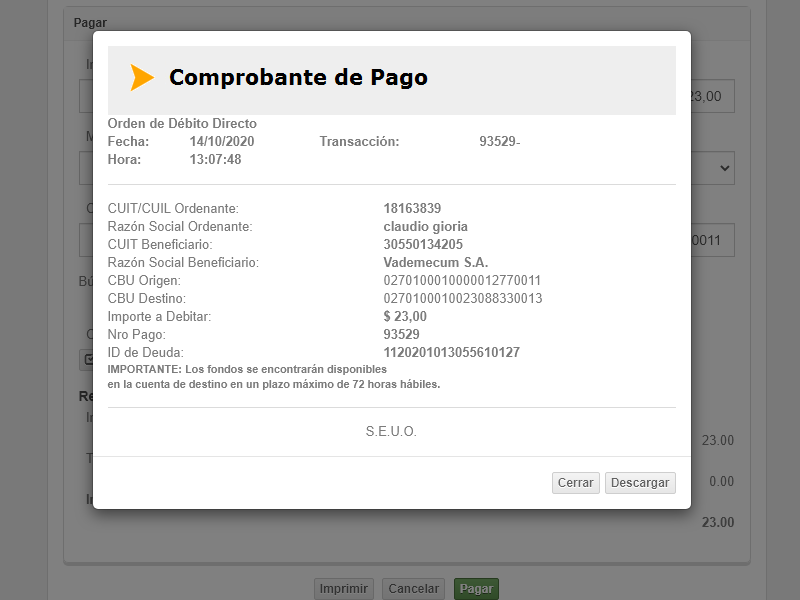 Pagar
23,00
Comprobante de Pago
Orden de Débito Directo
Fecha: 14/10/2020 Transacción: 93529-
Hora: 13:07:48
CUIT/CUIL Ordenante: 18163839
Razón Social Ordenante: claudio gioria
CUIT Beneficiario: 30550134205
0011
Razón Social Beneficiario: Vademecum S.A.
CBU Origen: 0270100010000012770011
CBU Destino: 0270100010023088330013
Importe a Debitar: $ 23,00
Nro Pago: 93529
ID de Deuda: 1120201013055610127
IMPORTANTE: Los fondos se encontrarán disponibles
en la cuenta de destino en un plazo máximo de 72 horas hábiles.
S.E.U.O.
23.00
Cerrar Descargar
0.00
23.00
Imprimir Cancelar Pagar